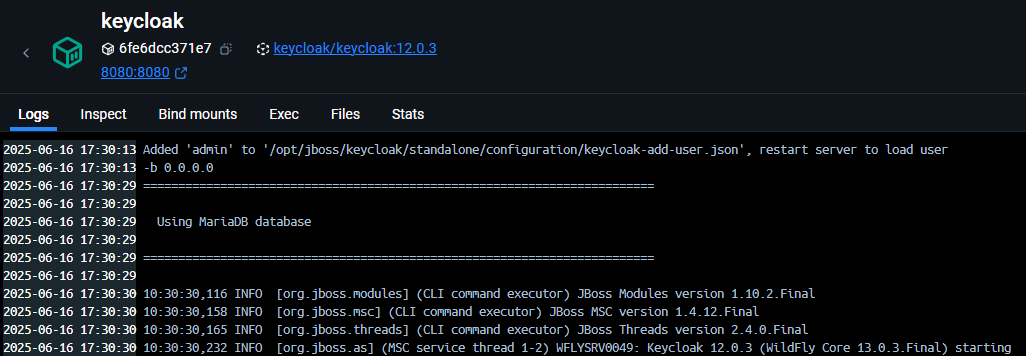 keycloak
6fe6dcc371e7 keycloak/keycloak:12.0.3
8080:8080
Logs Inspect Bind mounts Exec Files Stats
2025-06-16 17:30:13 Added 'admin' to '/opt/jboss/keycloak/standalone/configuration/keycloak-add-user.json', restart server to load user
2025-06-16 17:30:13 -b 0.0.0.0
2025-06-16 17:30:29 =========================================================================
2025-06-16 17:30:29
2025-06-16 17:30:29 Using MariaDB database
2025-06-16 17:30:29
2025-06-16 17:30:29 =========================================================================
2025-06-16 17:30:29
2025-06-16 17:30:30 10:30:30,116 INFO [org.jboss.modules] (CLI command executor) JBoss Modules version 1.10.2.Final
2025-06-16 17:30:30 10:30:30,158 INFO [org.jboss.msc] (CLI command executor) JBoss MSC version 1.4.12.Final
2025-06-16 17:30:30 10:30:30,165 INFO [org.jboss.threads] (CLI command executor) JBoss Threads version 2.4.0.Final
2025-06-16 17:30:30 10:30:30,232 INFO [org.jboss.as] (MSC service thread 1-2) WFLYSRV0049: Keycloak 12.0.3 (WildFly Core 13.0.3.Final) starting